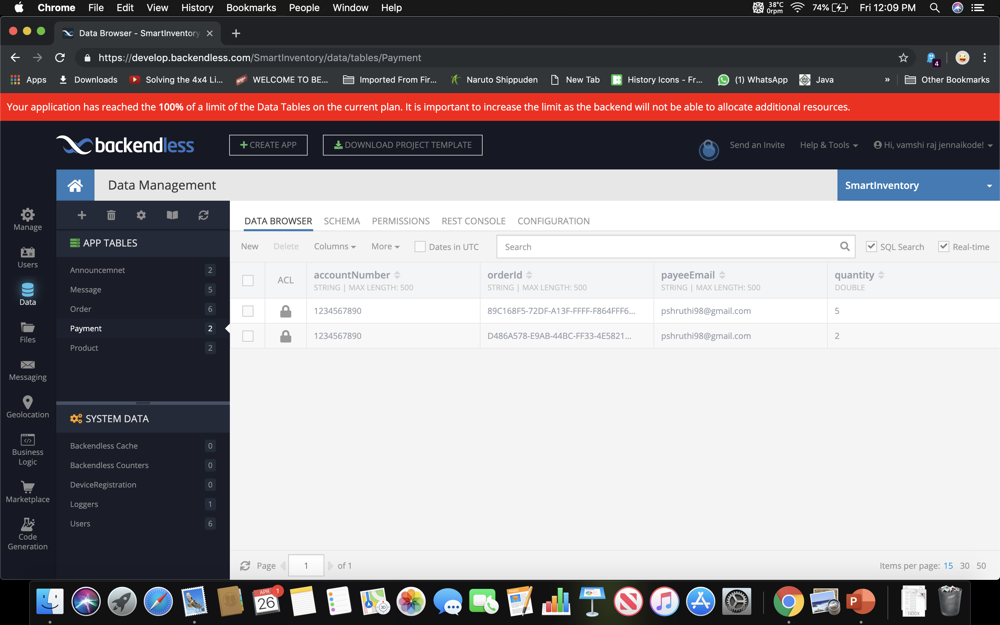 Chrome File Edit View History Bookmarks People Window Help 38°C 0rpm 74% Fri 12:09 PM
Data Browser - SmartInventory
https://develop.backendless.com/SmartInventory/data/tables/Payment 4
Apps Downloads Solving the 4x4 Li... WELCOME TO BE... Imported From Fir... Naruto Shippuden New Tab History Icons - Fr... (1) WhatsApp Java » Other Bookmarks
Your application has reached the 100% of a limit of the Data Tables on the current plan. It is important to increase the limit as the backend will not be able to allocate additional resources.
backendless CREATE APP DOWNLOAD PROJECT TEMPLATE Send an Invite Help & Tools Hi, vamshi raj jennaikode!
Data Management SmartInventory
Manage
Users
Data
Files
Messaging
Geolocation
Business
Logic
Marketplace
Code
Generation
APP TABLES
Announcemnet 2
Message 5
Order 6
Payment 2
Product 2
SYSTEM DATA
Backendless Cache 0
Backendless Counters 0
DeviceRegistration 0
Loggers 1
Users 6
DATA BROWSER SCHEMA PERMISSIONS REST CONSOLE CONFIGURATION
New Delete Columns More Dates in UTC Search SQL Search Real-time
ACL accountNumber orderId payeeEmail quantity
STRING | MAX LENGTH: 500 STRING | MAX LENGTH: 500 STRING | MAX LENGTH: 500 DOUBLE
1234567890 89C168F5-72DF-A13F-FFFF-F864FFF6... pshruthi98@gmail.com 5
1234567890 D486A578-E9AB-44BC-FF33-4E5821... pshruthi98@gmail.com 2
Page 1 of 1 Items per page: 15 30 50
APR 26 1 3D PAGES P DOCX